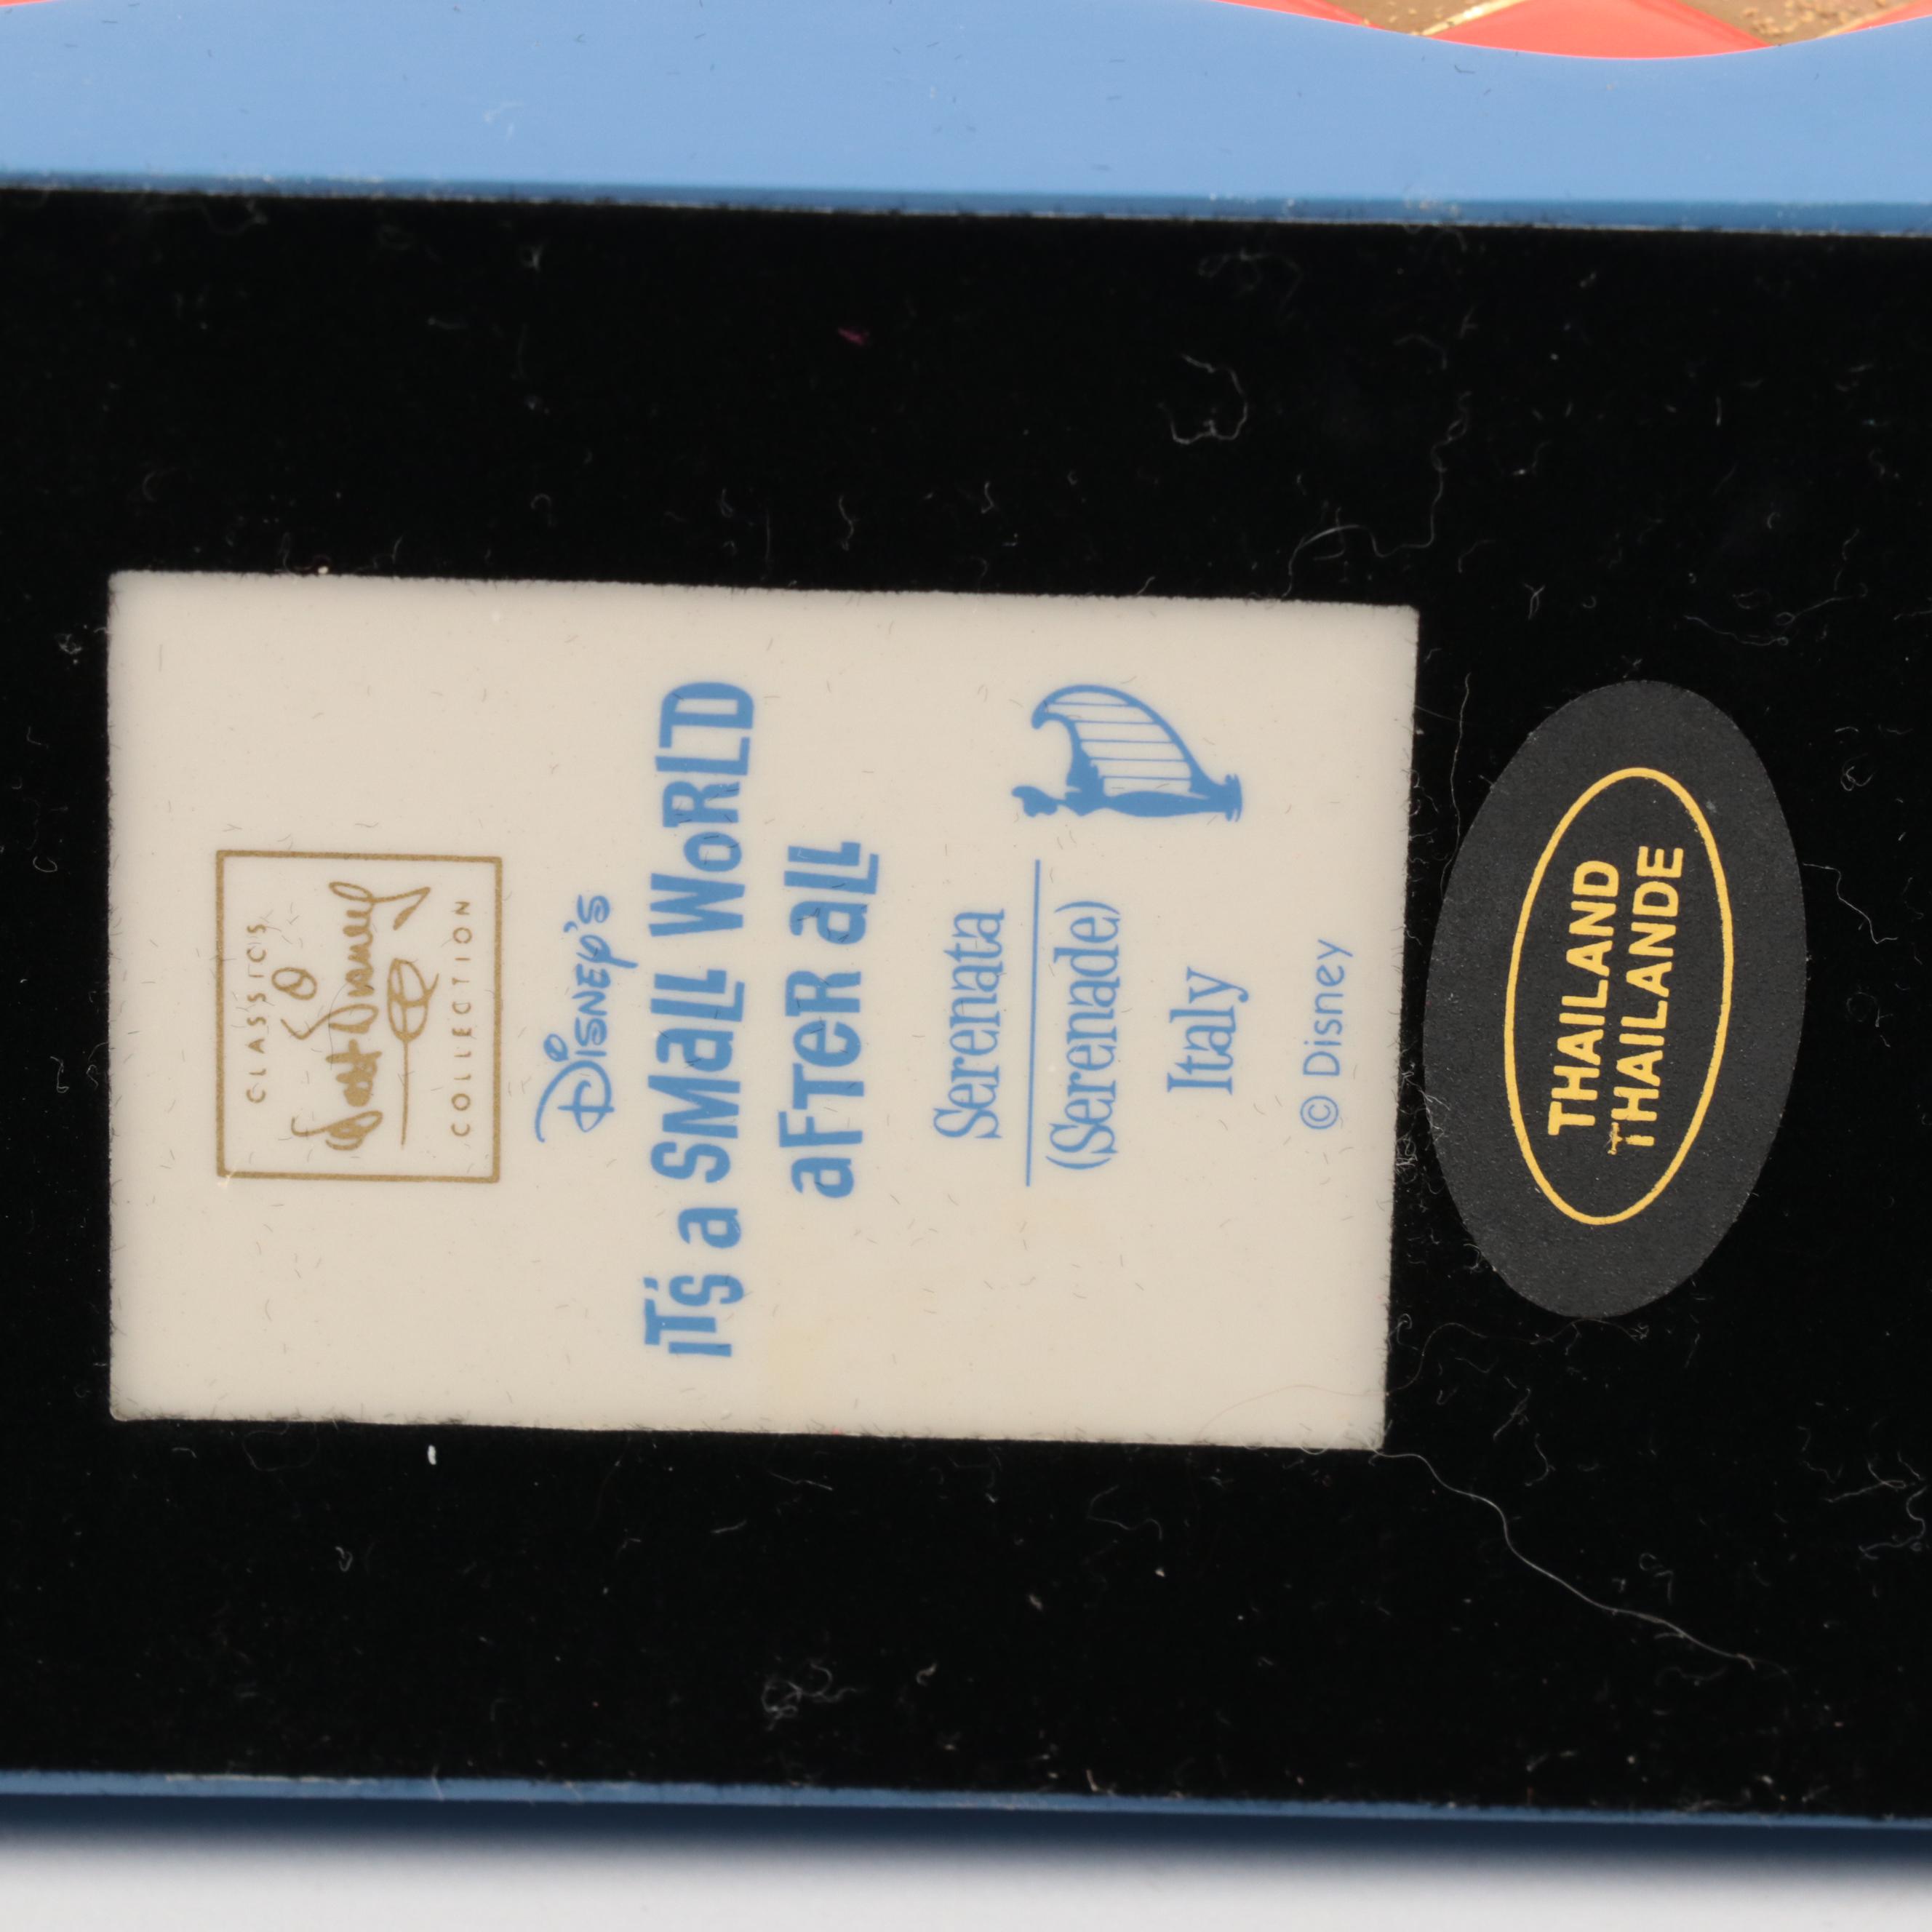 CLASSICS
Walt Disney
COLLECTION
Disney's
iT's a SMall WoRLD
aFTeR all
Serenata
(Serenade)
Italy
© Disney
THAILAND
THAILANDE